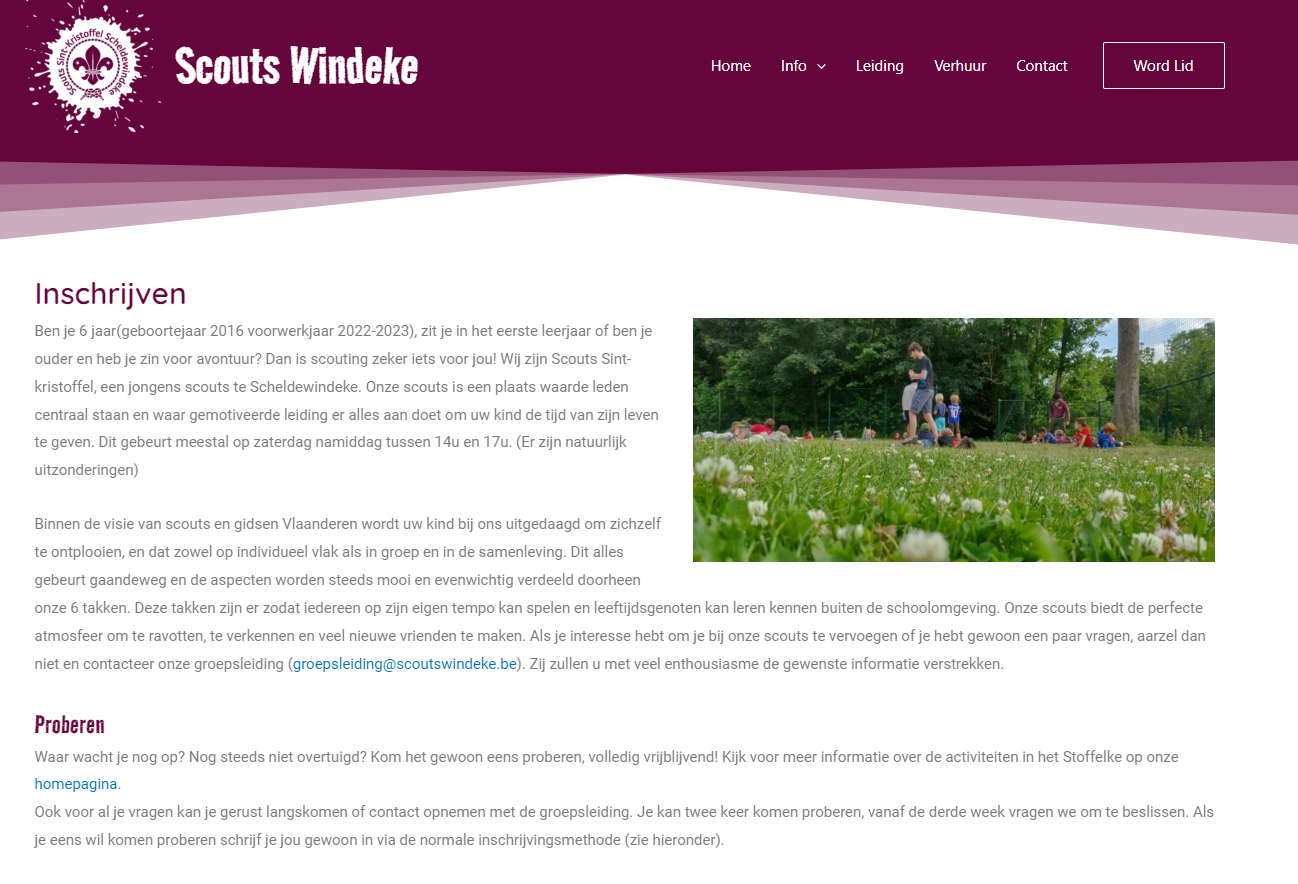 Scouts Sint-Kristoffel Scheldewindeke
Scouts Windeke
Home Info Leiding Verhuur Contact Word Lid
Inschrijven
Ben je 6 jaar(geboortejaar 2016 voorwerkjaar 2022-2023), zit je in het eerste leerjaar of ben je
ouder en heb je zin voor avontuur? Dan is scouting zeker iets voor jou! Wij zijn Scouts Sint-
kristoffel, een jongens scouts te Scheldewindeke. Onze scouts is een plaats waarde leden
centraal staan en waar gemotiveerde leiding er alles aan doet om uw kind de tijd van zijn leven
te geven. Dit gebeurt meestal op zaterdag namiddag tussen 14u en 17u. (Er zijn natuurlijk
uitzonderingen)
Binnen de visie van scouts en gidsen Vlaanderen wordt uw kind bij ons uitgedaagd om zichzelf
te ontplooien, en dat zowel op individueel vlak als in groep en in de samenleving. Dit alles
gebeurt gaandeweg en de aspecten worden steeds mooi en evenwichtig verdeeld doorheen
onze 6 takken. Deze takken zijn er zodat iedereen op zijn eigen tempo kan spelen en leeftijdsgenoten kan leren kennen buiten de schoolomgeving. Onze scouts biedt de perfecte
atmosfeer om te ravotten, te verkennen en veel nieuwe vrienden te maken. Als je interesse hebt om je bij onze scouts te vervoegen of je hebt gewoon een paar vragen, aarzel dan
niet en contacteer onze groepsleiding (groepsleiding@scoutswindeke.be). Zij zullen u met veel enthousiasme de gewenste informatie verstrekken.
Proberen
Waar wacht je nog op? Nog steeds niet overtuigd? Kom het gewoon eens proberen, volledig vrijblijvend! Kijk voor meer informatie over de activiteiten in het Stoffelke op onze
homepagina.
Ook voor al je vragen kan je gerust langskomen of contact opnemen met de groepsleiding. Je kan twee keer komen proberen, vanaf de derde week vragen we om te beslissen. Als
je eens wil komen proberen schrijf je jou gewoon in via de normale inschrijvingsmethode (zie hieronder).